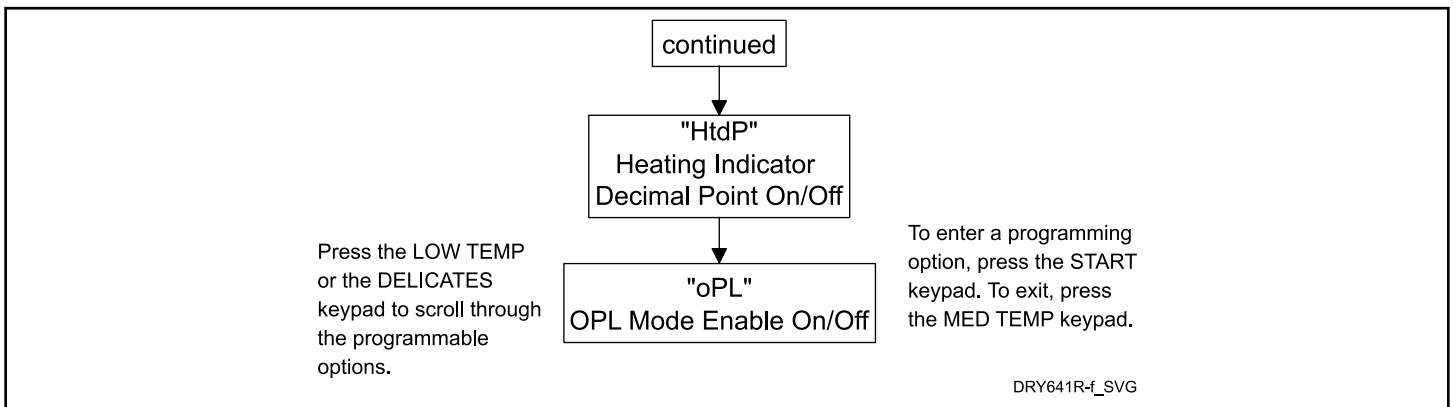 continued
"HtdP"
Heating Indicator
Decimal Point On/Off
Press the LOW TEMP
or the DELICATES
keypad to scroll through
the programmable
options.
"oPL"
OPL Mode Enable On/Off
To enter a programming
option, press the START
keypad. To exit, press
the MED TEMP keypad.
DRY641R-f_SVG